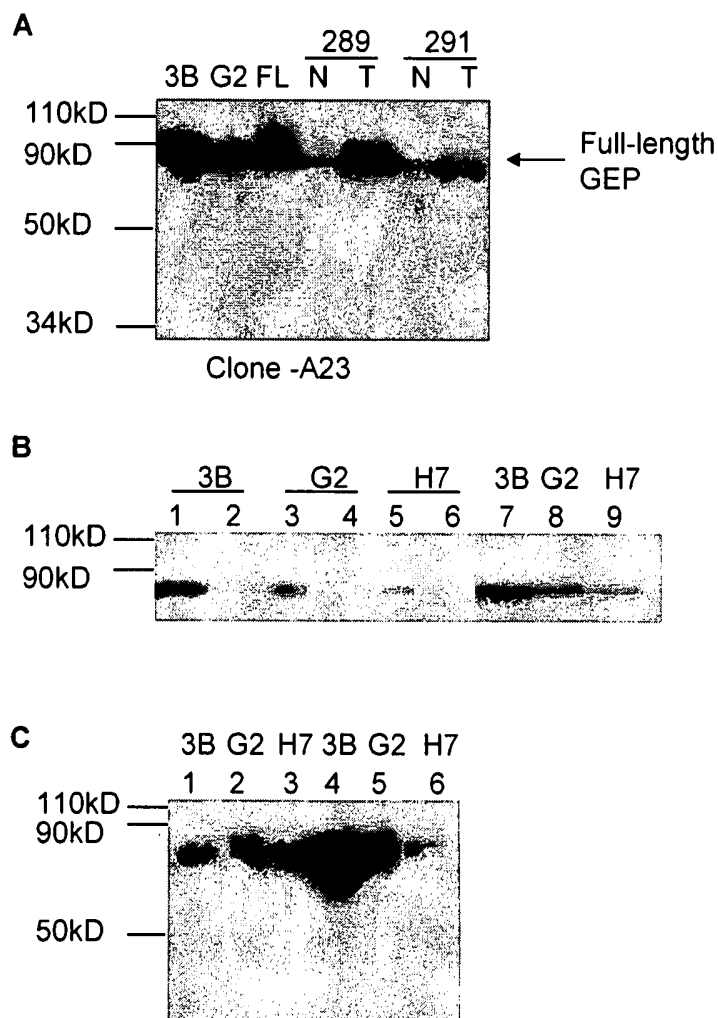 A
289 291
3B G2 FL N T N T
110kD
90kD
50kD
34kD
Full-length
GEP
Clone -A23
B
3B G2 H7 3B G2 H7
1 2 3 4 5 6 7 8 9
110kD
90kD
C
3B G2 H7 3B G2 H7
1 2 3 4 5 6
110kD
90kD
50kD